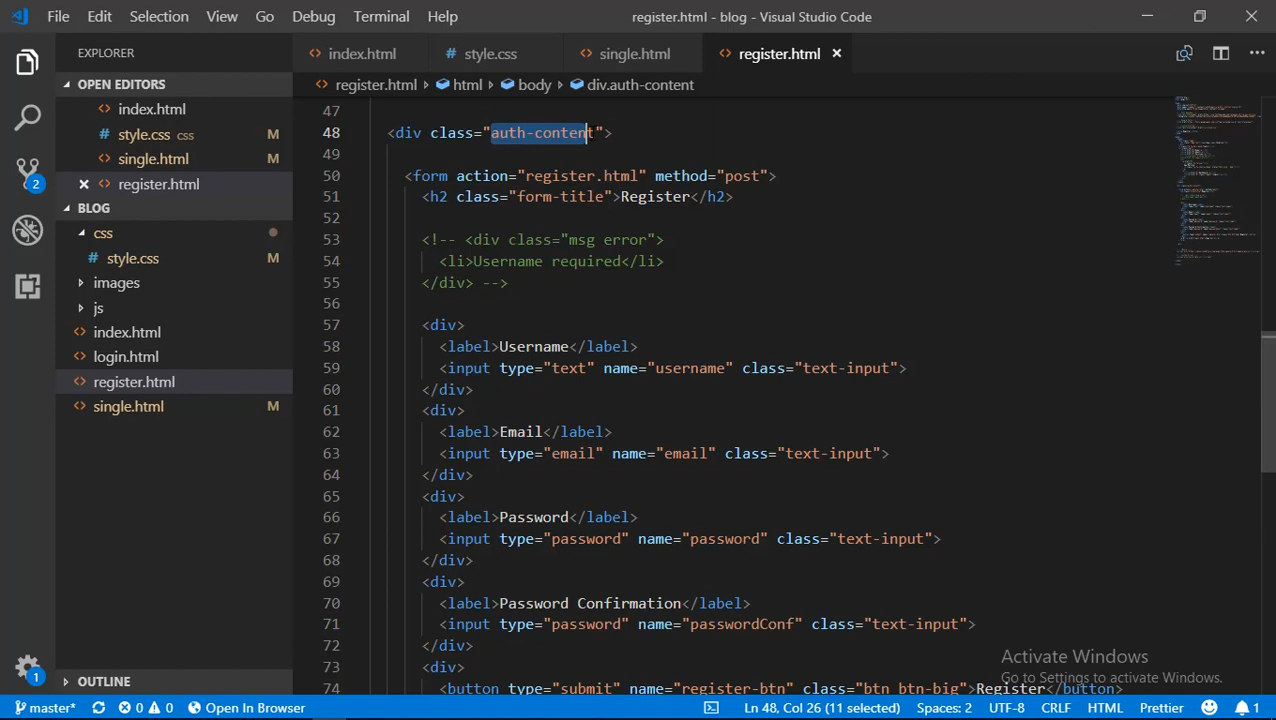 File Edit Selection View Go Debug Terminal Help
register.html - blog - Visual Studio Code
EXPLORER
OPEN EDITORS
index.html
style.css css M
single.html M
register.html
BLOG
css
style.css M
images
js
index.html
login.html
register.html
single.html M
OUTLINE
index.html style.css single.html register.html
register.html > html > body > div.auth-content
47
48 <div class="auth-content">
49
50 <form action="register.html" method="post">
51 <h2 class="form-title">Register</h2>
52
53 <!-- <div class="msg error">
54 <li>Username required</li>
55 </div> -->
56
57 <div>
58 <label>Username</label>
59 <input type="text" name="username" class="text-input">
60 </div>
61 <div>
62 <label>Email</label>
63 <input type="email" name="email" class="text-input">
64 </div>
65 <div>
66 <label>Password</label>
67 <input type="password" name="password" class="text-input">
68 </div>
69 <div>
70 <label>Password Confirmation</label>
71 <input type="password" name="passwordConf" class="text-input">
72 </div>
73 <div>
74 <button type="submit" name="register-btn" class="btn btn-big">Register</button>
Activate Windows
Go to Settings to activate Windows.
2
1
master* 0 0 Open In Browser
Ln 48, Col 26 (11 selected) Spaces: 2 UTF-8 CRLF HTML Prettier 1